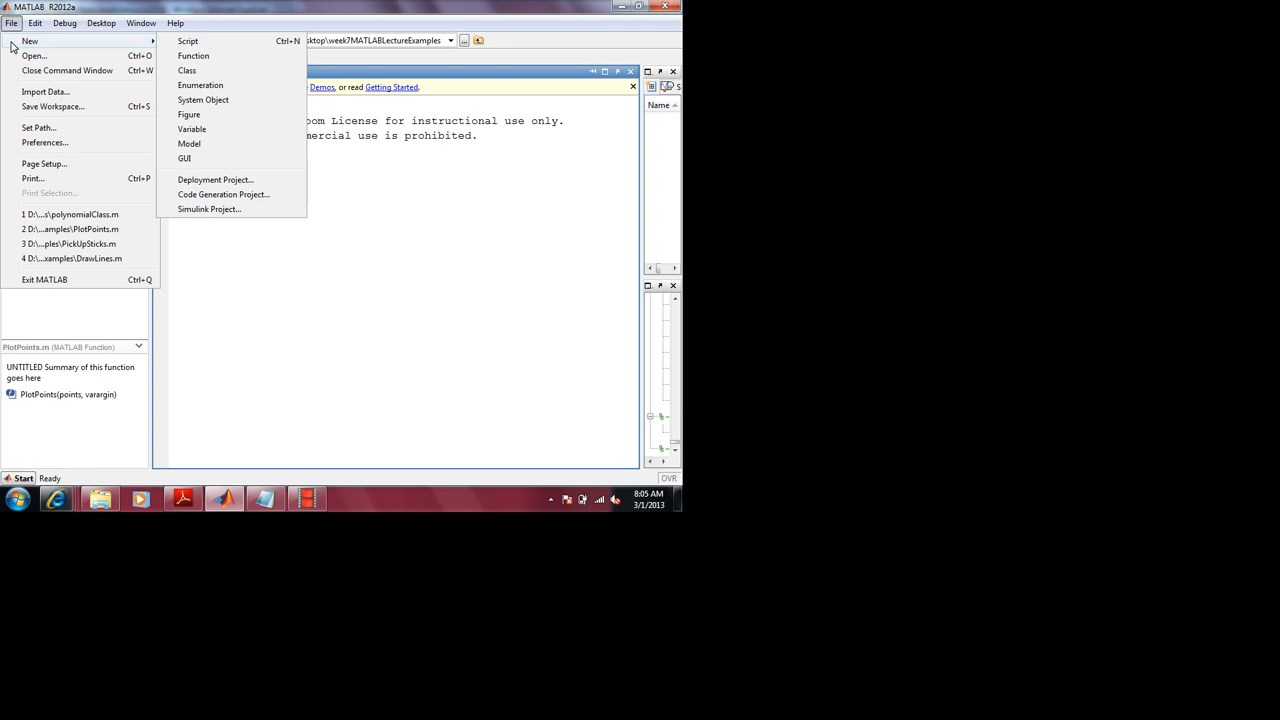 MATLAB R2012a
File Edit Debug Desktop Window Help
New
Open... Ctrl+O
Close Command Window Ctrl+W
Import Data...
Save Workspace... Ctrl+S
Set Path...
Preferences...
Page Setup...
Print... Ctrl+P
Print Selection...
1 D:\...s\polynomialClass.m
2 D:\...amples\PlotPoints.m
3 D:\...ples\PickUpSticks.m
4 D:\...xamples\DrawLines.m
Exit MATLAB Ctrl+Q
Script Ctrl+N
Function
Class
Enumeration
System Object
Figure
Variable
Model
GUI
Deployment Project...
Code Generation Project...
Simulink Project...
sktop\week7MATLABLectureExamples ...
Demos, or read Getting Started.
oom License for instructional use only.
mercial use is prohibited.
S
Name
PlotPoints.m (MATLAB Function)
UNTITLED Summary of this function
goes here
PlotPoints(points, varargin)
Start Ready
OVR
8:05 AM
3/1/2013